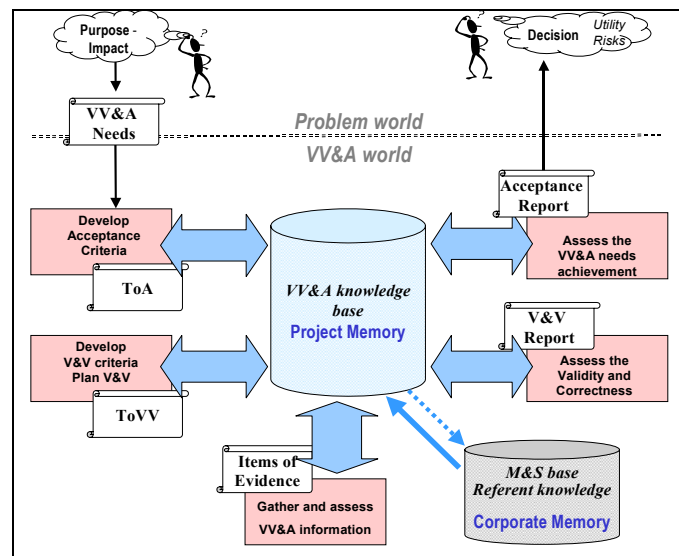 Purpose -
Impact
?
?
Decision
Utility
Risks
VV&A
Needs
Problem world
VV&A world
Acceptance
Report
Develop
Acceptance
Criteria
ToA
Assess the
VV&A needs
achievement
VV&A knowledge
base
Project Memory
V&V
Report
Develop
V&V criteria
Plan V&V
ToVV
Assess the
Validity and
Correctness
Items of
Evidence
Gather and assess
VV&A information
M&S base
Referent knowledge
Corporate Memory